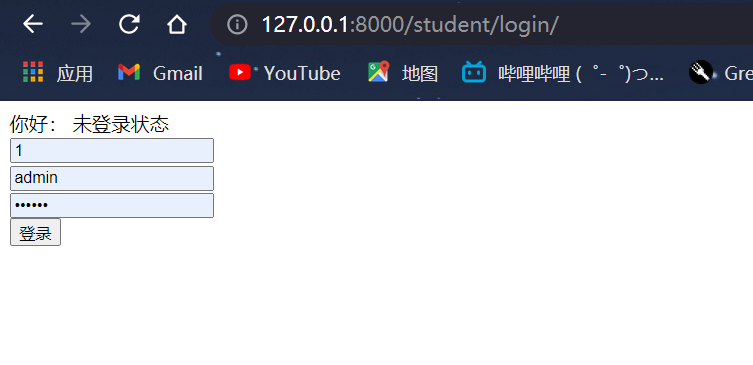 127.0.0.1:8000/student/login/
应用 Gmail YouTube 地图 哔哩哔哩 ( ゜- ゜)つ... Gre
你好： 未登录状态
1
admin
••••••
登录